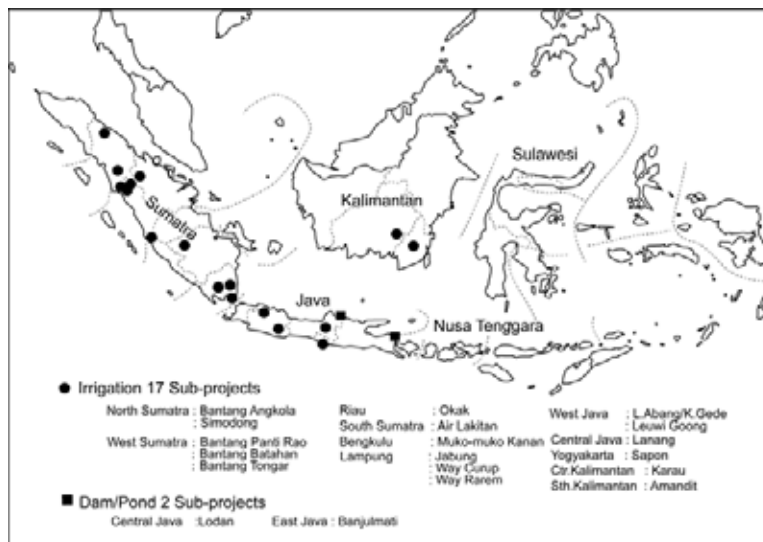 Sulawesi
Kalimantan
Sumatra
Java
Nusa Tenggara
Irrigation 17 Sub-projects
North Sumatra : Bantang Angkola
: Simodong
West Sumatra : Bantang Panti Rao
: Bantang Batahan
: Bantang Tongar
Riau : Okak
South Sumatra : Air Lakitan
Bengkulu : Muko-muko Kanan
Lampung : Jabung
: Way Curup
: Way Rarem
West Java : L.Abang/K.Gede
: Leuwi Goong
Central Java : Lanang
Yogyakarta : Sapon
Ctr.Kalimantan : Karau
Sth.Kalimantan : Amandit
Dam/Pond 2 Sub-projects
Central Java :Lodan East Java : Banjulmati